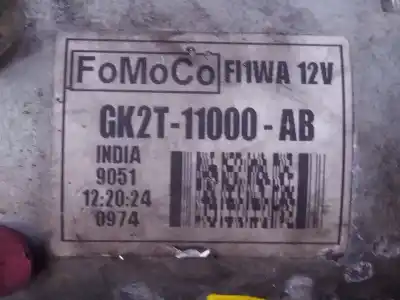 FoMoCo FI1WA 12V
GK2T-11000-AB
INDIA
9051
12:20:24
0974